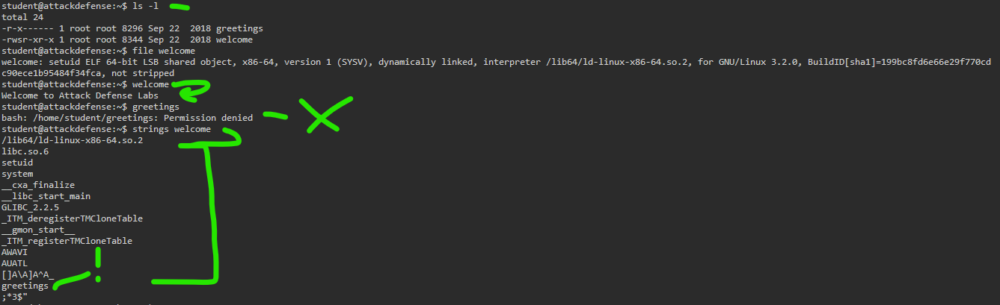 student@attackdefense:~$ ls -l
total 24
-r-x------ 1 root root 8296 Sep 22  2018 greetings
-rwsr-xr-x 1 root root 8344 Sep 22  2018 welcome
student@attackdefense:~$ file welcome
welcome: setuid ELF 64-bit LSB shared object, x86-64, version 1 (SYSV), dynamically linked, interpreter /lib64/ld-linux-x86-64.so.2, for GNU/Linux 3.2.0, BuildID[sha1]=199bc8fd6e66e29f770cd
c90ece1b95484f34fca, not stripped
student@attackdefense:~$ welcome
Welcome to Attack Defense Labs
student@attackdefense:~$ greetings
bash: /home/student/greetings: Permission denied
student@attackdefense:~$ strings welcome
/lib64/ld-linux-x86-64.so.2
libc.so.6
setuid
system
__cxa_finalize
__libc_start_main
GLIBC_2.2.5
_ITM_deregisterTMCloneTable
__gmon_start__
_ITM_registerTMCloneTable
AWAVI
AUATL
[]A\A]A^A_
greetings
;*3$"